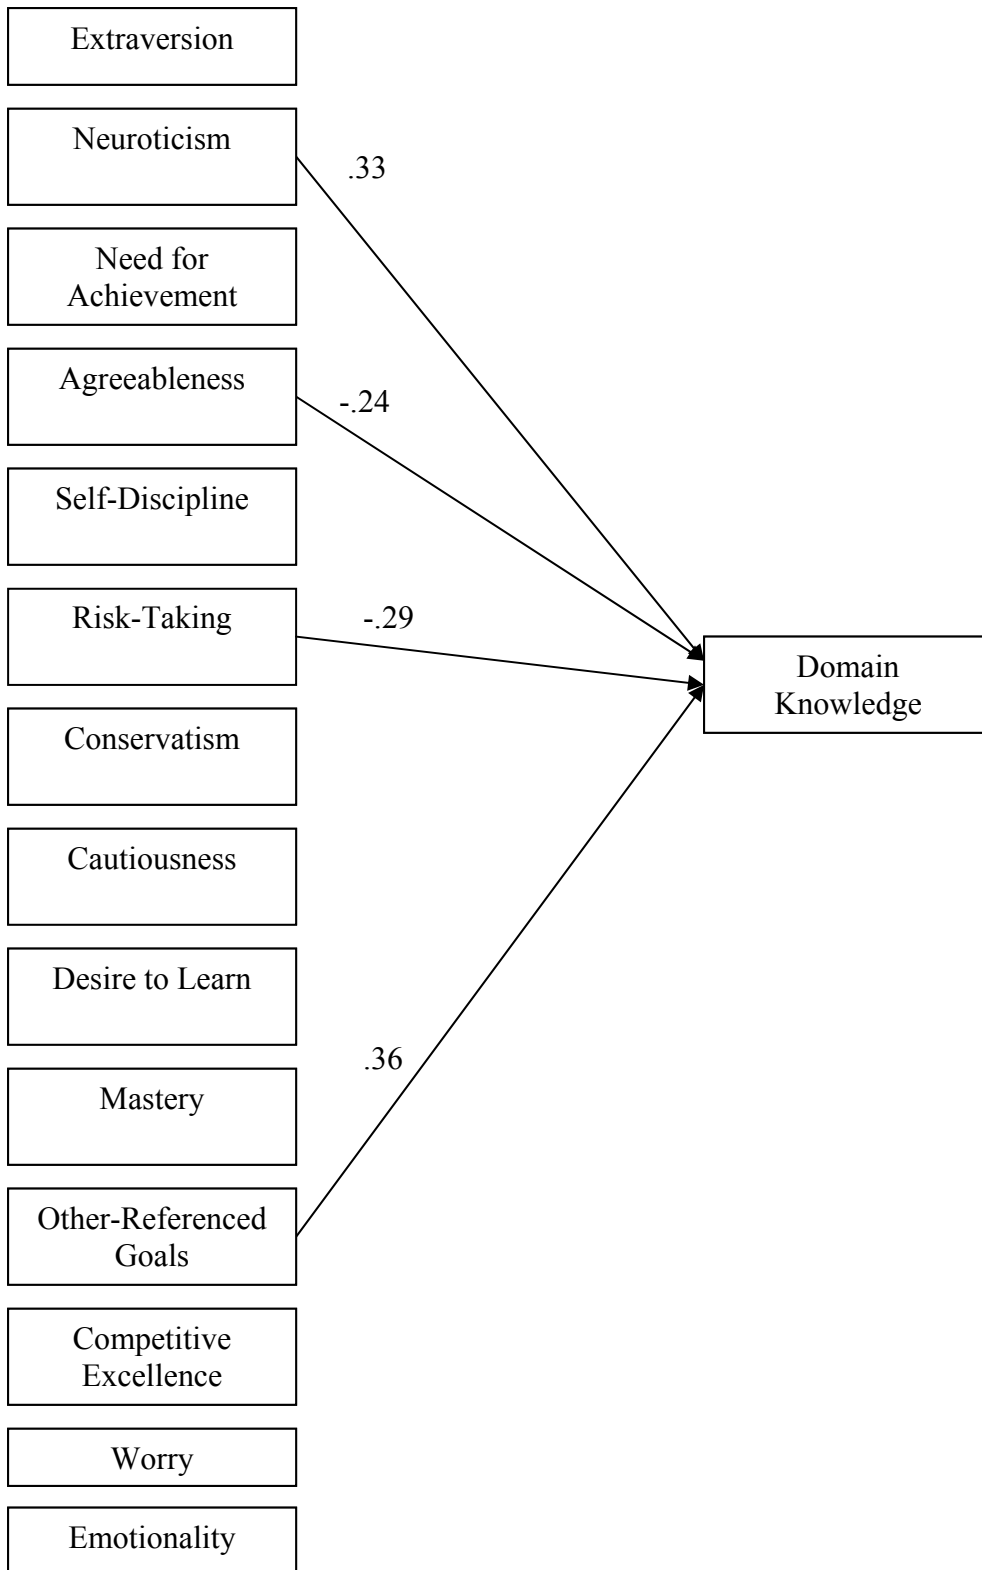 Extraversion
Neuroticism
.33
Need for
Achievement
Agreeableness
-.24
Self-Discipline
Risk-Taking
-.29
Domain
Knowledge
Conservatism
Cautiousness
Desire to Learn
.36
Mastery
Other-Referenced
Goals
Competitive
Excellence
Worry
Emotionality